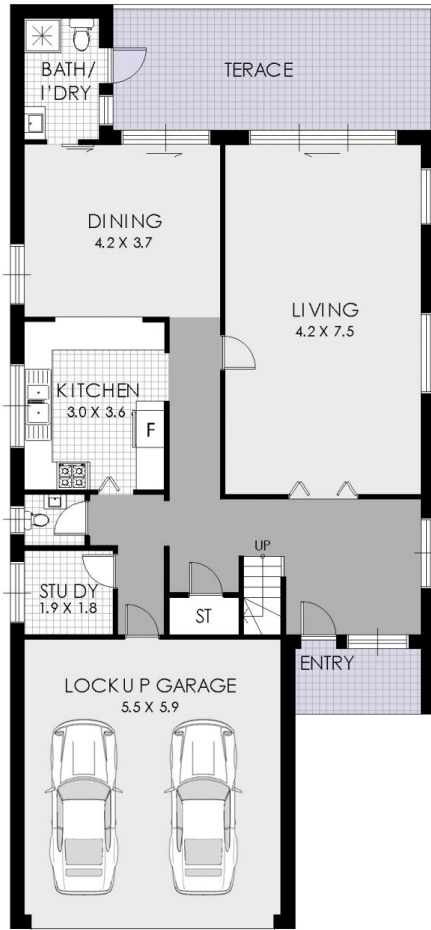 BATH/
I'DRY
TERACE
DINING
4.2 X 3.7
LIVING
4.2 X 7.5
KITCHEN
3.0 X 3.6
F
UP
STUDY
1.9 X 1.8
ST
ENTRY
LOCKUP GARAGE
5.5 X 5.9